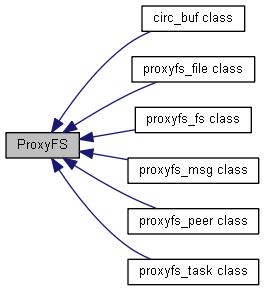 circ_buf class
proxyfs_file class
proxyfs_fs class
ProxyFS
proxyfs_msg class
proxyfs_peer class
proxyfs_task class